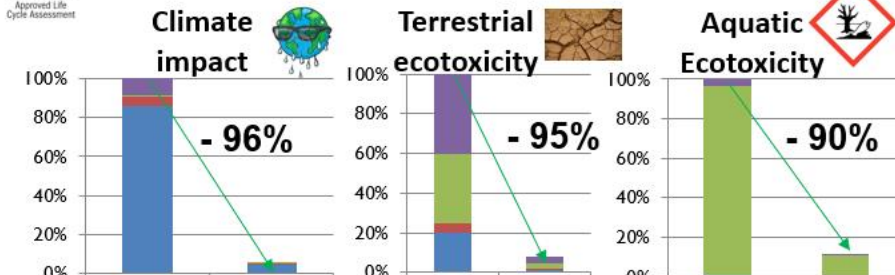 Approved Life
Cycle Assessment
Climate
impact
100%
80%
60%
40%
20%
0%
- 96%
Terrestrial
ecotoxicity
100%
80%
60%
40%
20%
0%
- 95%
Aquatic
Ecotoxicity
100%
80%
60%
40%
20%
0%
- 90%